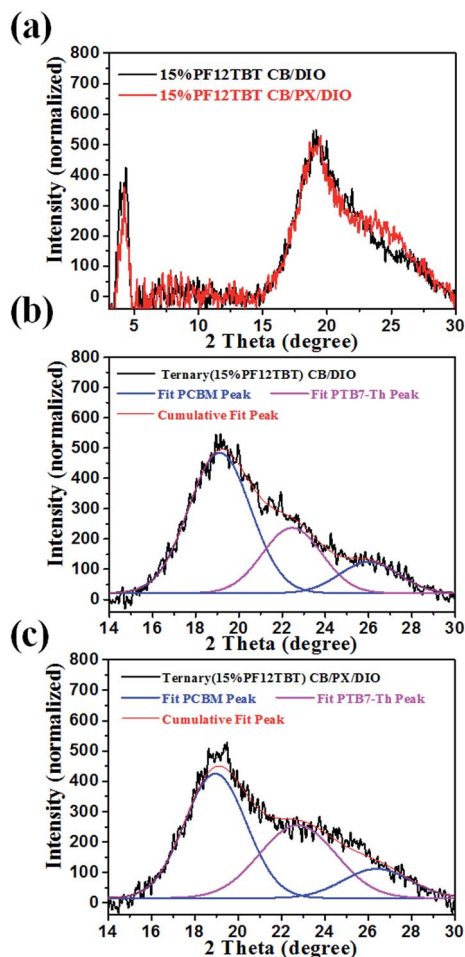 (a)
800
700
600
500
400
300
200
100
0
Intensity (normalized)
15%PF12TBT CB/DIO
15%PF12TBT CB/PX/DIO
5 10 15 20 25 30
2 Theta (degree)
(b)
800
700
600
500
400
300
200
100
0
Intensity (normalized)
Ternary(15%PF12TBT) CB/DIO
Fit PCBM Peak Fit PTB7-Th Peak
Cumulative Fit Peak
14 16 18 20 22 24 26 28 30
2 Theta (degree)
(c)
800
700
600
500
400
300
200
100
0
Intensity (normalized)
Ternary(15%PF12TBT) CB/PX/DIO
Fit PCBM Peak Fit PTB7-Th Peak
Cumulative Fit Peak
14 16 18 20 22 24 26 28 30
2 Theta (degree)